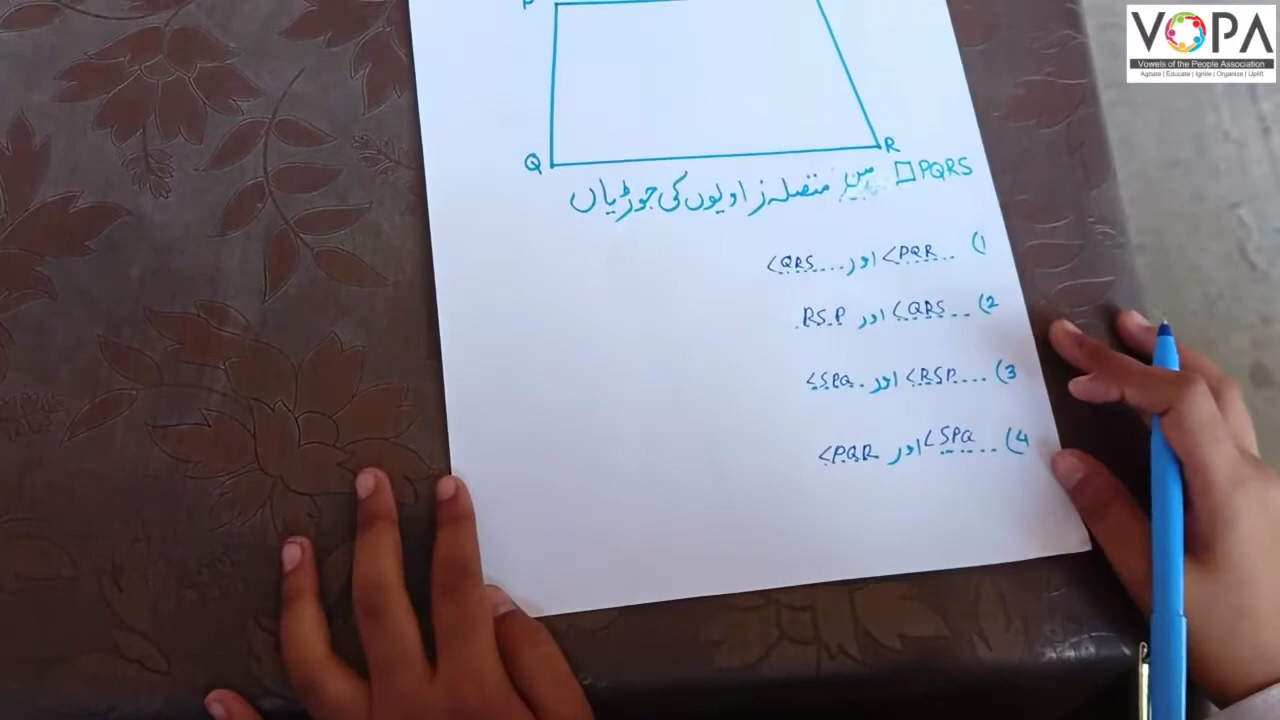 VOPA
Vowels of the People Association
Agitate | Educate | Ignite | Organize | Uplift
Q
R
□PQRS میں متصلہ زاویوں کی جوڑیاں
1) <PQR اور <QRS
2) <QRS اور RSP
3) <RSP اور <SPQ
4) <SPQ اور <PQR